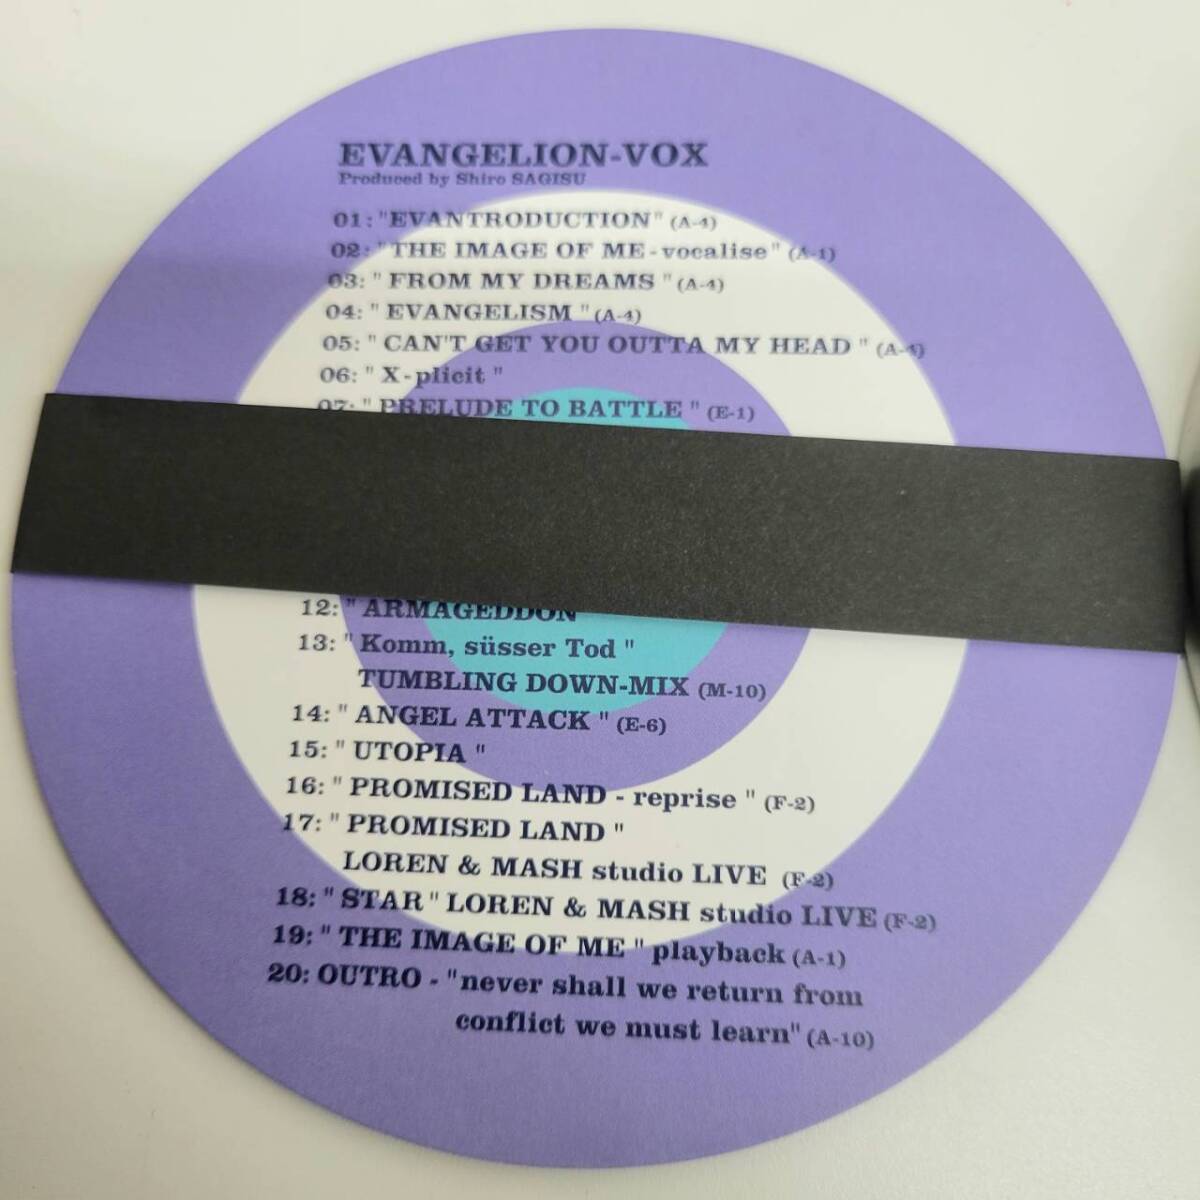 EVANGELION-VOX
Produced by Shiro SAGISU
01: "EVANTRODUCTION" (A-4)
02: "THE IMAGE OF ME-vocalise" (A-1)
03: "FROM MY DREAMS " (A-4)
04: " EVANGELISM " (A-4)
05: " CAN'T GET YOU OUTTA MY HEAD " (A-4)
06: " X-plicit "
07: " PRELUDE TO BATTLE " (E-1)
12: " ARMAGEDDON
13: " Komm, süsser Tod "
TUMBLING DOWN-MIX (M-10)
14: " ANGEL ATTACK " (E-6)
15: " UTOPIA "
16: " PROMISED LAND - reprise " (F-2)
17: " PROMISED LAND "
LOREN & MASH studio LIVE (F-2)
18: " STAR " LOREN & MASH studio LIVE (F-2)
19: " THE IMAGE OF ME " playback (A-1)
20: OUTRO - "never shall we return from
conflict we must learn" (A-10)